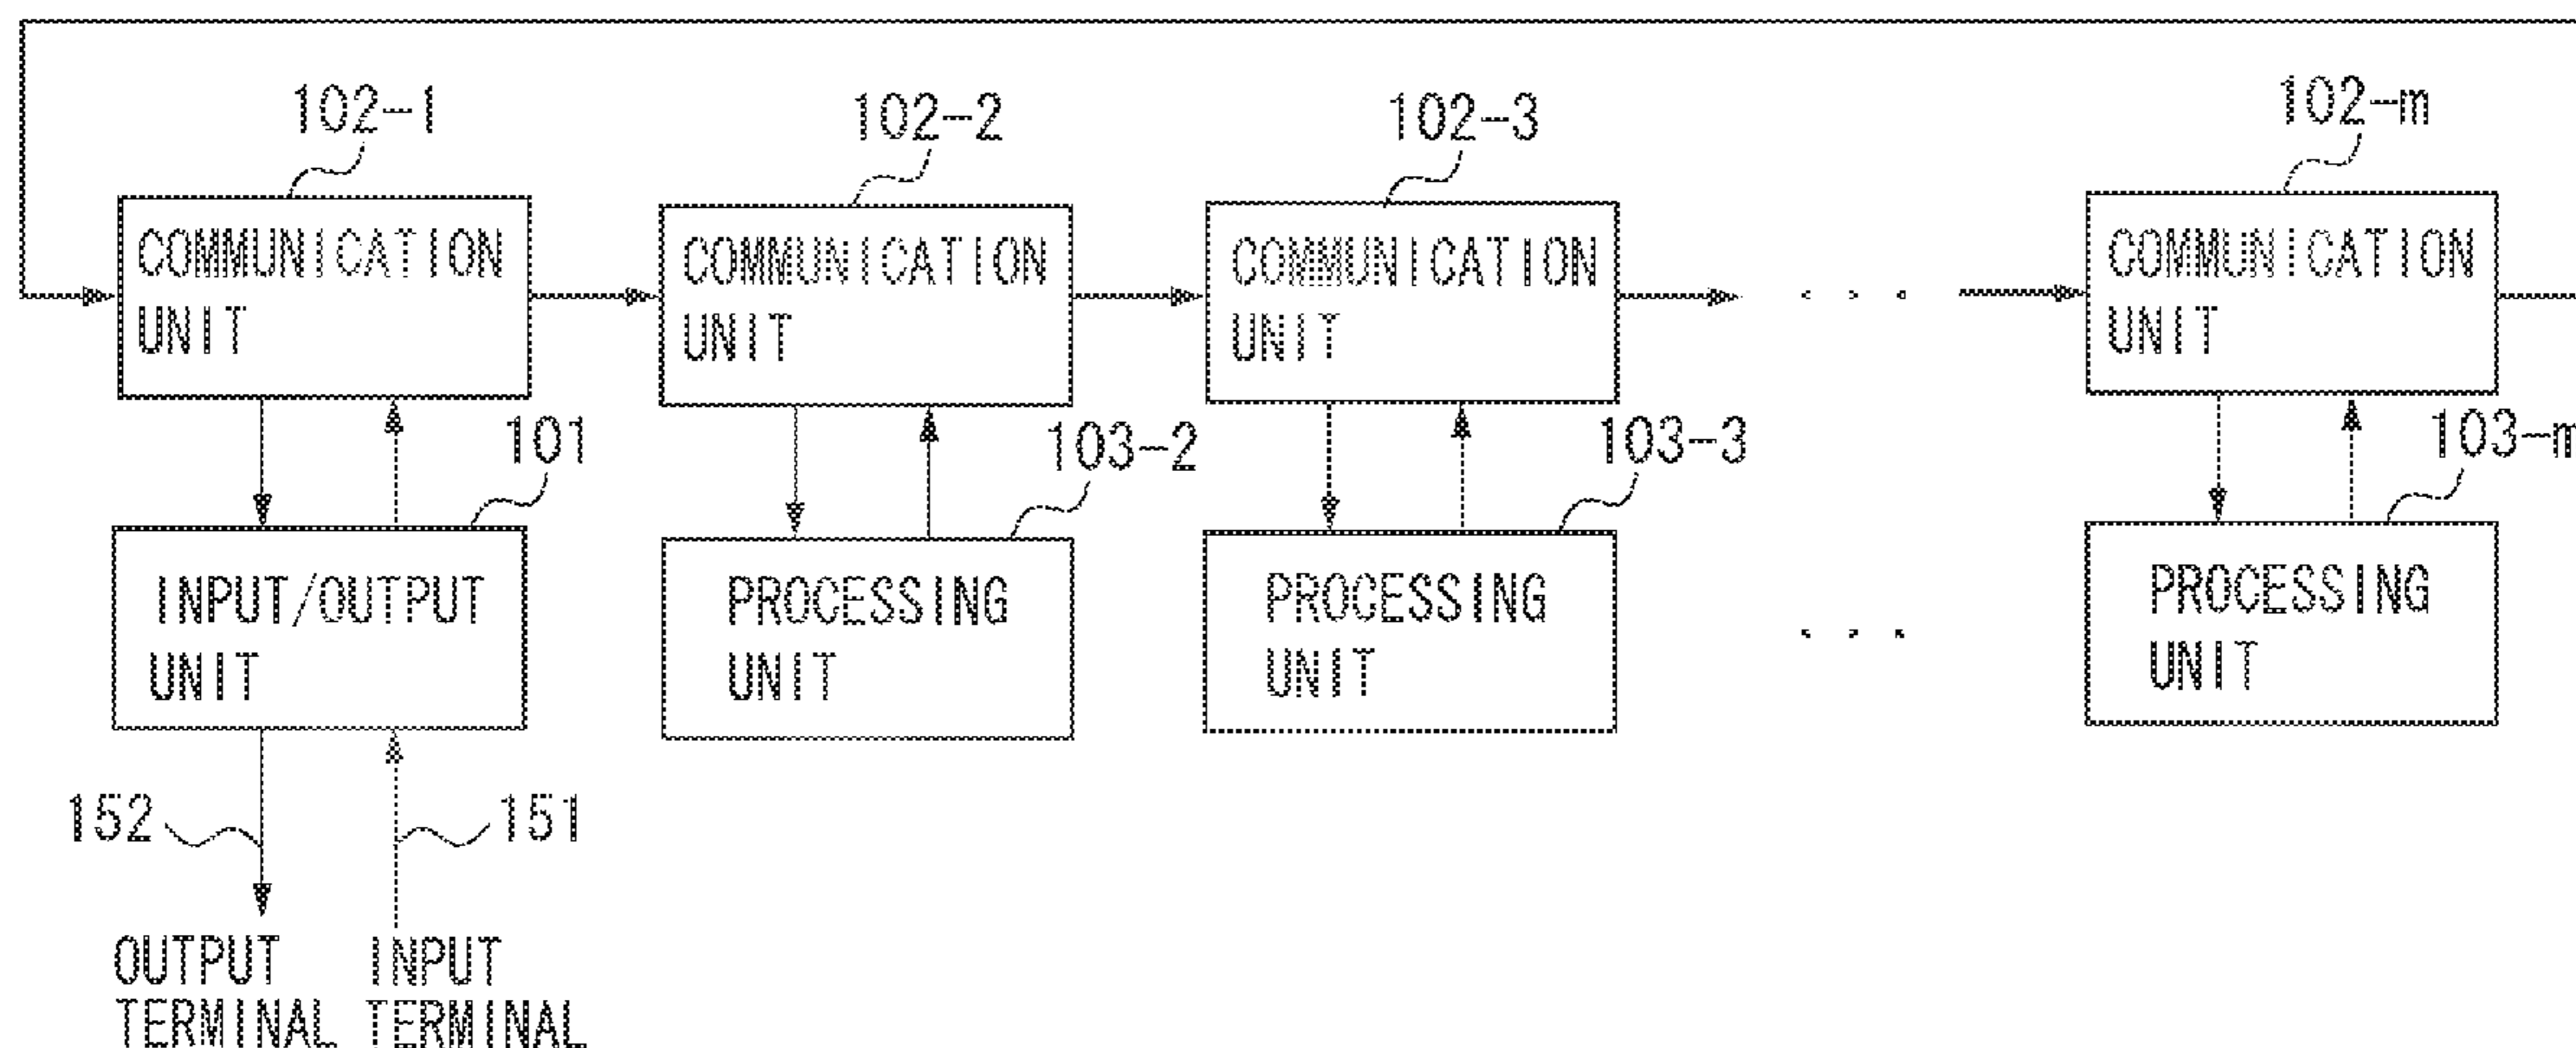 102-1
102-2
102-3
102-m
COMMUNICATION
UNIT
COMMUNICATION
UNIT
COMMUNICATION
UNIT
. . .
COMMUNICATION
UNIT
101
103-2
103-3
103-m
INPUT/OUTPUT
UNIT
PROCESSING
UNIT
PROCESSING
UNIT
. . .
PROCESSING
UNIT
152
151
OUTPUT
TERMINAL
INPUT
TERMINAL